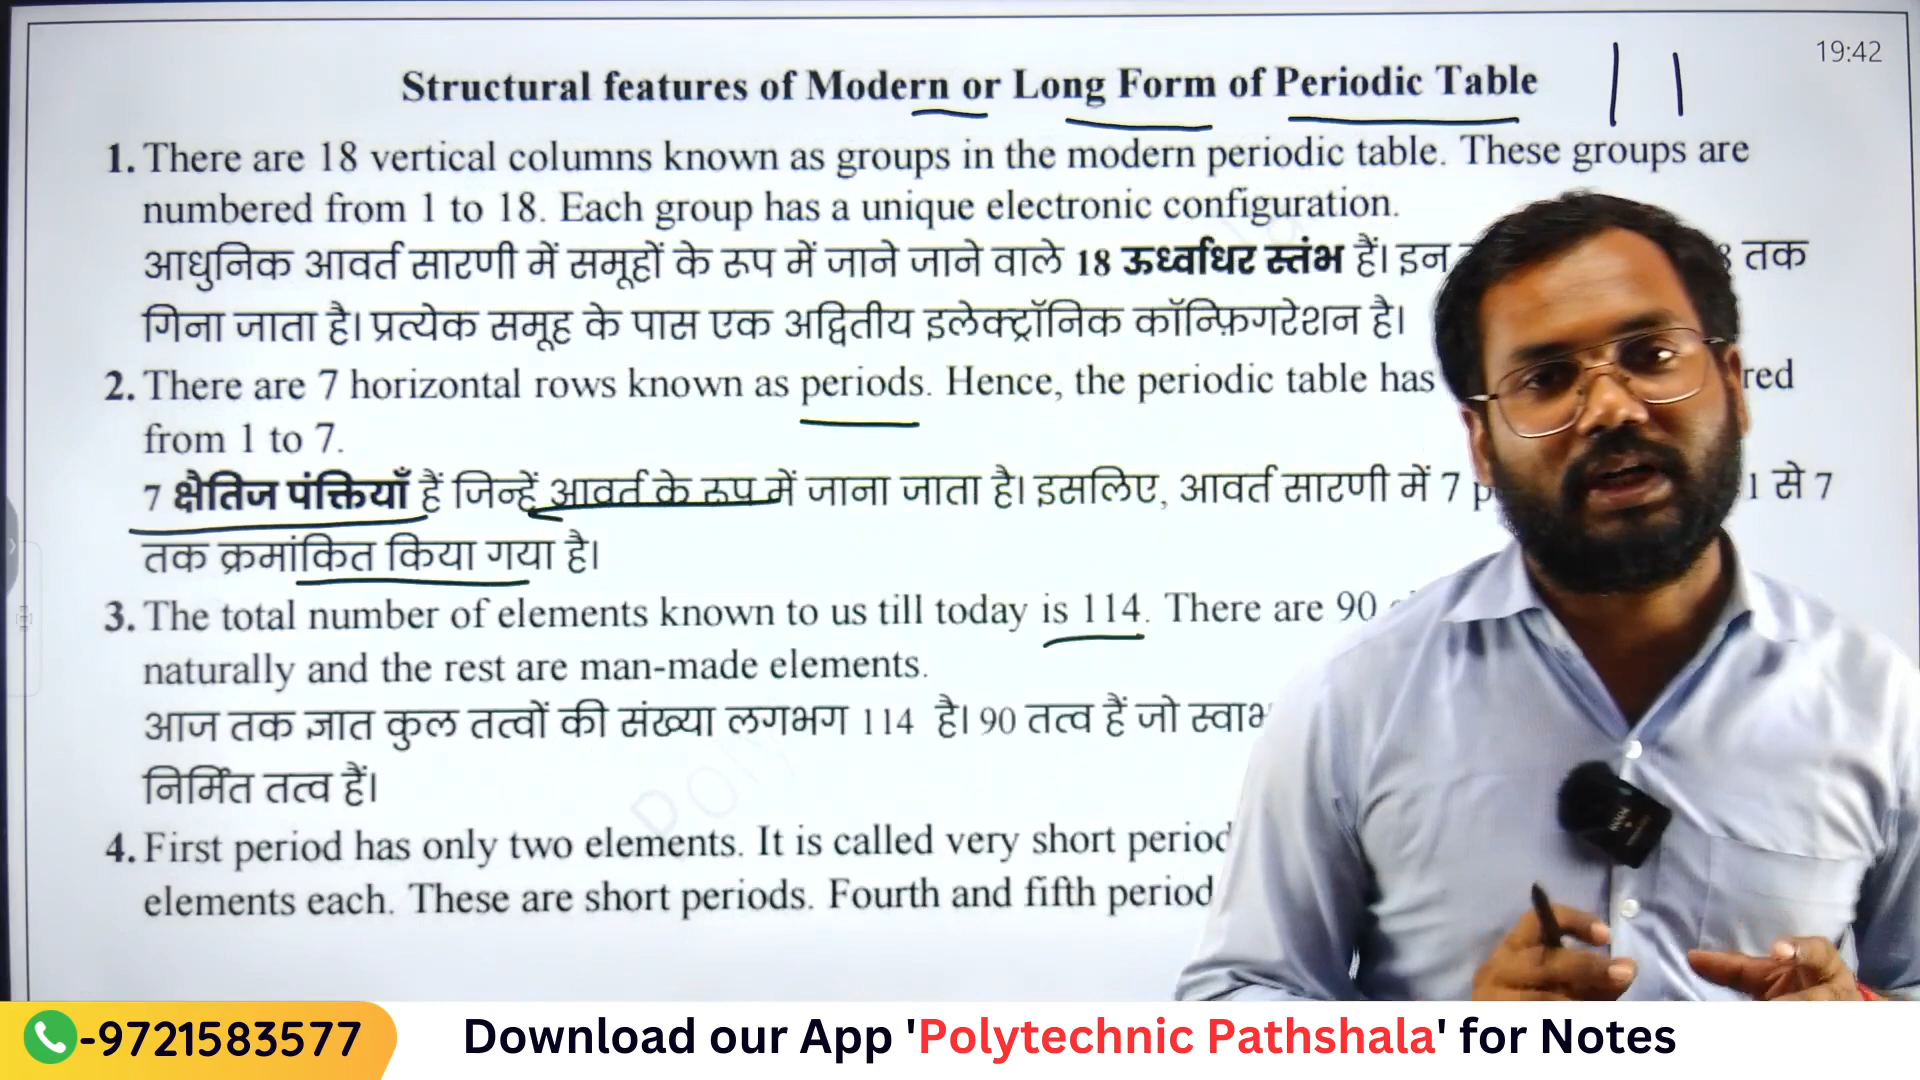 19:42
Structural features of Modern or Long Form of Periodic Table
1. There are 18 vertical columns known as groups in the modern periodic table. These groups are
numbered from 1 to 18. Each group has a unique electronic configuration.
आधुनिक आवर्त सारणी में समूहों के रूप में जाने जाने वाले 18 ऊर्ध्वाधर स्तंभ हैं। इन तक
गिना जाता है। प्रत्येक समूह के पास एक अद्वितीय इलेक्ट्रॉनिक कॉन्फ़िगरेशन है।
2. There are 7 horizontal rows known as periods. Hence, the periodic table has
from 1 to 7.
7 क्षैतिज पंक्तियाँ हैं जिन्हें आवर्त के रूप में जाना जाता है। इसलिए, आवर्त सारणी में 7 1 से 7
तक क्रमांकित किया गया है।
3. The total number of elements known to us till today is 114. There are 90
naturally and the rest are man-made elements.
आज तक ज्ञात कुल तत्वों की संख्या लगभग 114 है। 90 तत्व हैं जो
निर्मित तत्व हैं।
4. First period has only two elements. It is called very short period
elements each. These are short periods. Fourth and fifth period
-9721583577
Download our App 'Polytechnic Pathshala' for Notes